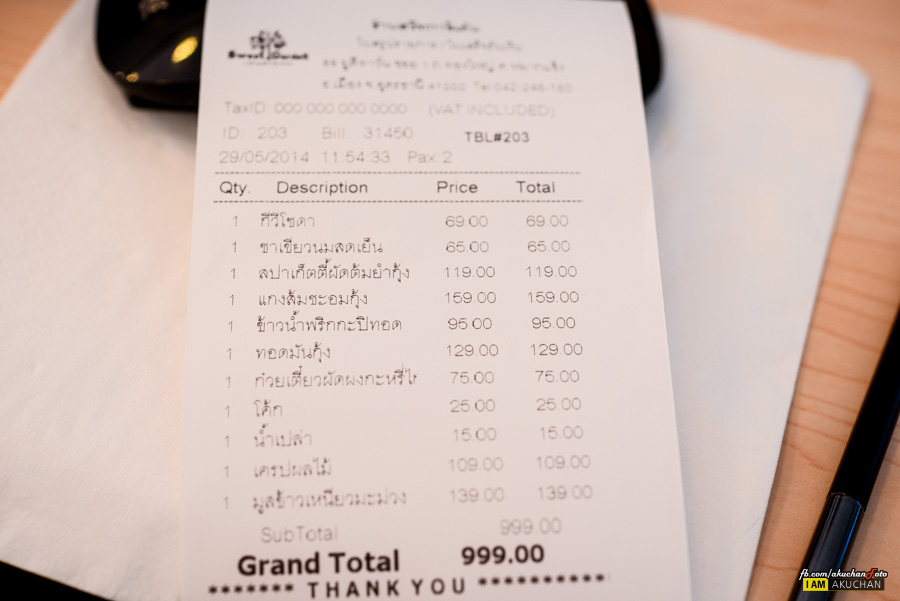 TaxID: 000 000 000 0000 (VAT INCLUDED)
ID: 203 Bill: 31450 TBL#203
29/05/2014 11:54:33 Pax:2
Qty. Description Price Total
1 กีวีโซดา 69.00 69.00
1 ชาเขียวนมสดเย็น 65.00 65.00
1 สปาเก็ตตี้ผัดต้มยำกุ้ง 119.00 119.00
1 แกงส้มชะอมกุ้ง 159.00 159.00
1 ข้าวน้ำพริกกะปิทอด 95.00 95.00
1 ทอดมันกุ้ง 129.00 129.00
1 ก๋วยเตี๋ยวผัดผงกะหรี่ไ 75.00 75.00
1 โค้ก 25.00 25.00
1 น้ำเปล่า 15.00 15.00
1 เครปผลไม้ 109.00 109.00
1 มูสข้าวเหนียวมะม่วง 139.00 139.00
SubTotal 999.00
Grand Total 999.00
******* THANK YOU **********
fb.com/akuchanFoto
I AM AKUCHAN